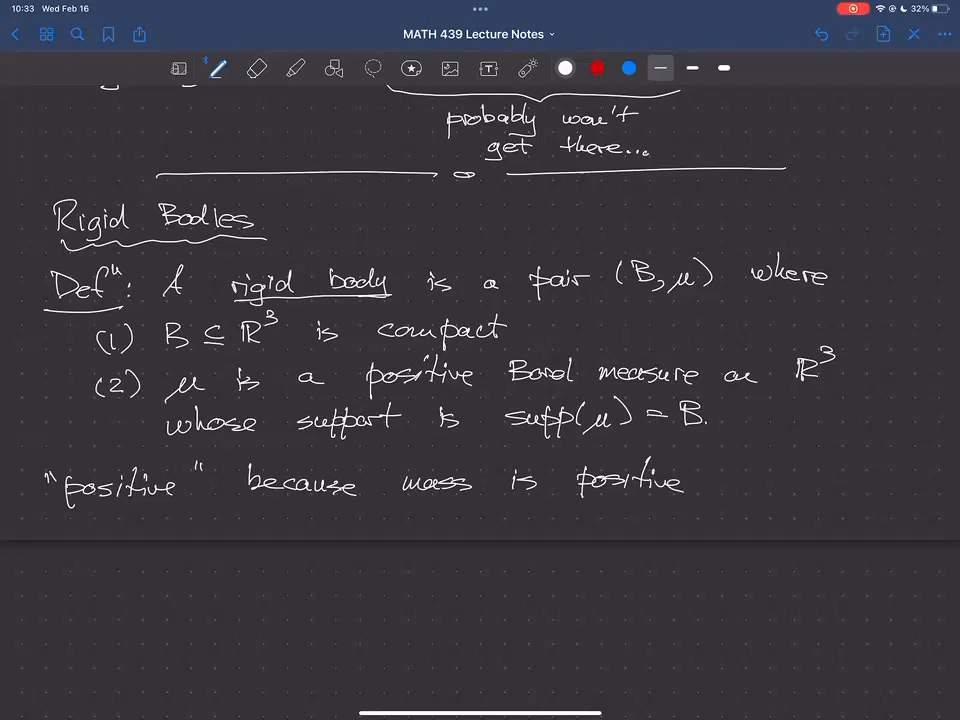 10:33 Wed Feb 16
32%
MATH 439 Lecture Notes
probably won't
get there...
Rigid Bodies
Defⁿ: A rigid body is a pair (B, μ) where
(1) B ⊆ ℝ³ is compact
(2) μ is a positive Borel measure on ℝ³
whose support is supp(μ) = B.
"positive" because mass is positive